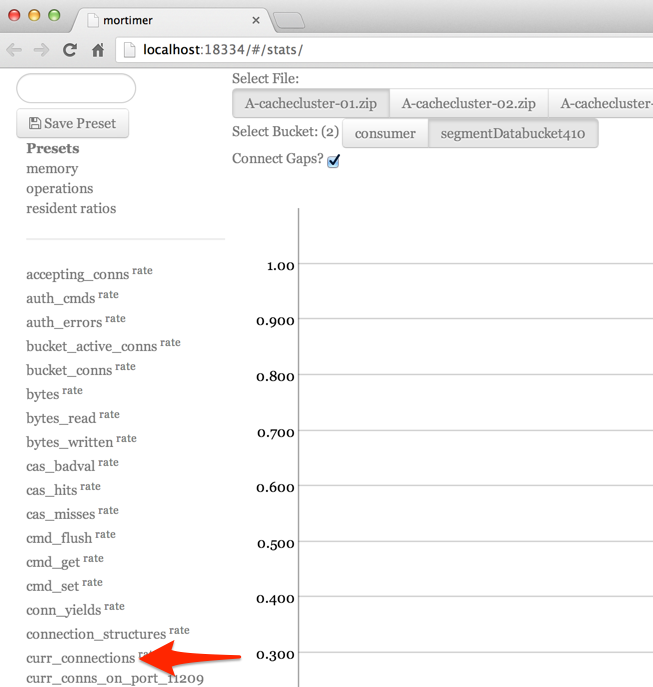 mortimer
localhost:18334/#/stats/
Select File:
A-cachecluster-01.zip A-cachecluster-02.zip A-cachecluster-
Save Preset
Select Bucket: (2) consumer segmentDatabucket410
Presets
Connect Gaps?
memory
operations
resident ratios
accepting_conns rate
auth_cmds rate
auth_errors rate
bucket_active_conns rate
bucket_conns rate
bytes rate
bytes_read rate
bytes_written rate
cas_badval rate
cas_hits rate
cas_misses rate
cmd_flush rate
cmd_get rate
cmd_set rate
conn_yields rate
connection_structures rate
curr_connections
curr_conns_on_port_11209
1.00
0.900
0.800
0.700
0.600
0.500
0.400
0.300